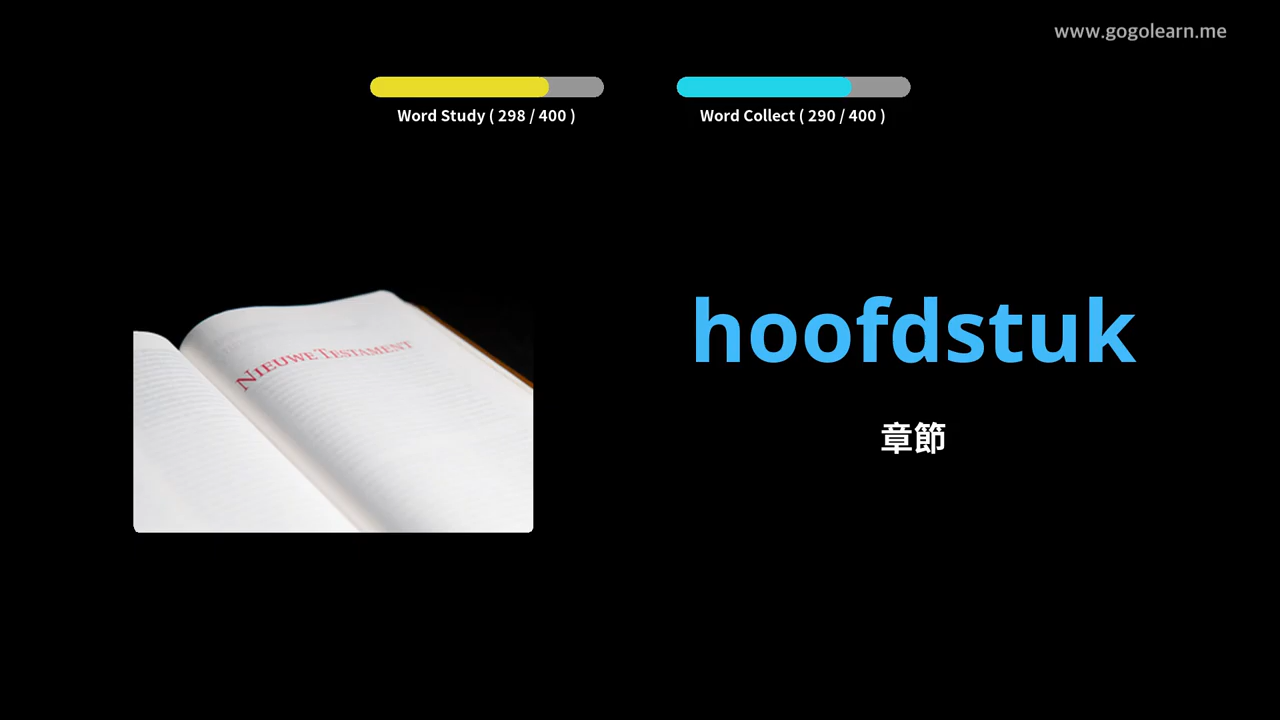 www.gogolearn.me
Word Study ( 298 / 400 )
Word Collect ( 290 / 400 )
NIEUWE TESTAMENT
hoofdstuk
章節